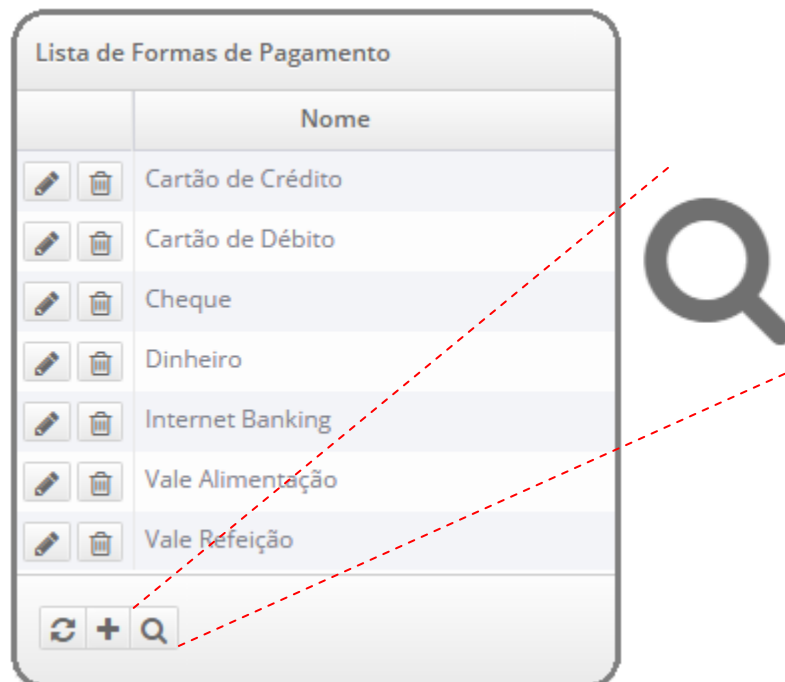 Lista de Formas de Pagamento
Nome
Cartão de Crédito
Cartão de Débito
Cheque
Dinheiro
Internet Banking
Vale Alimentação
Vale Refeição